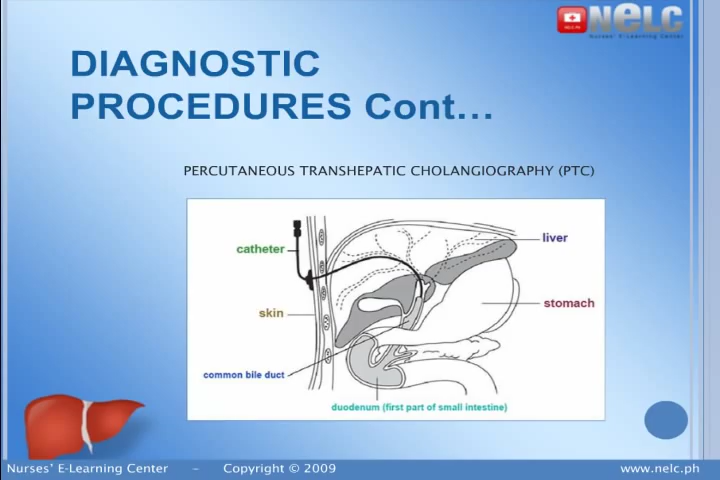 NELC
Nurses' E-Learning Center
DIAGNOSTIC
PROCEDURES Cont...
PERCUTANEOUS TRANSHEPATIC CHOLANGIOGRAPHY (PTC)
liver
catheter
stomach
skin
common bile duct
duodenum (first part of small intestine)
Nurses' E-Learning Center – Copyright © 2009 www.nelc.ph